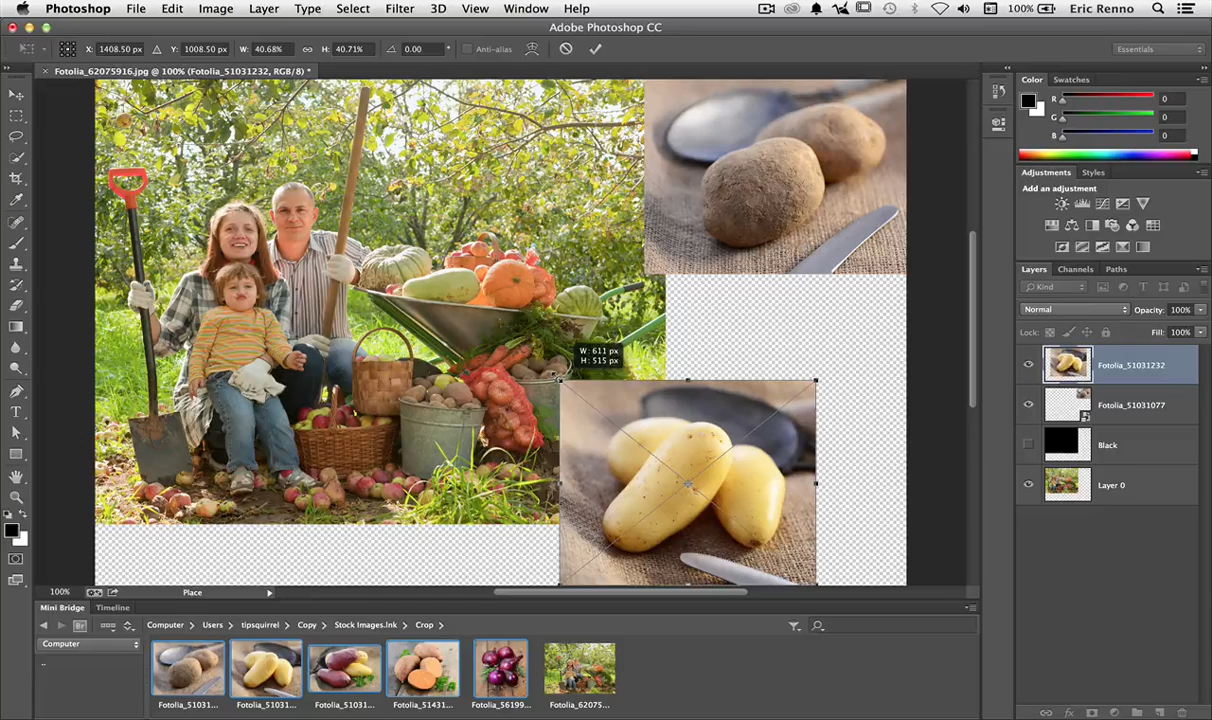 Photoshop File Edit Image Layer Type Select Filter 3D View Window Help 100% Eric Renno
Adobe Photoshop CC
X: 1408.50 px Y: 1008.50 px W: 40.68% H: 40.71% 0.00 ° Anti-alias Essentials
× Fotolia_62075916.jpg @ 100% (Fotolia_51031232, RGB/8) *
Color Swatches
R 0
G 0
B 0
Adjustments Styles
Add an adjustment
Layers Channels Paths
Kind
Normal Opacity: 100%
Lock: Fill: 100%
W: 611 px
H: 515 px
Fotolia_51031232
Fotolia_51031077
Black
Layer 0
100% Place
Mini Bridge Timeline
Computer Users tipsquirrel Copy Stock Images.lnk Crop
Computer
..
Fotolia_51031... Fotolia_51031... Fotolia_51031... Fotolia_51431... Fotolia_56199... Fotolia_62075...